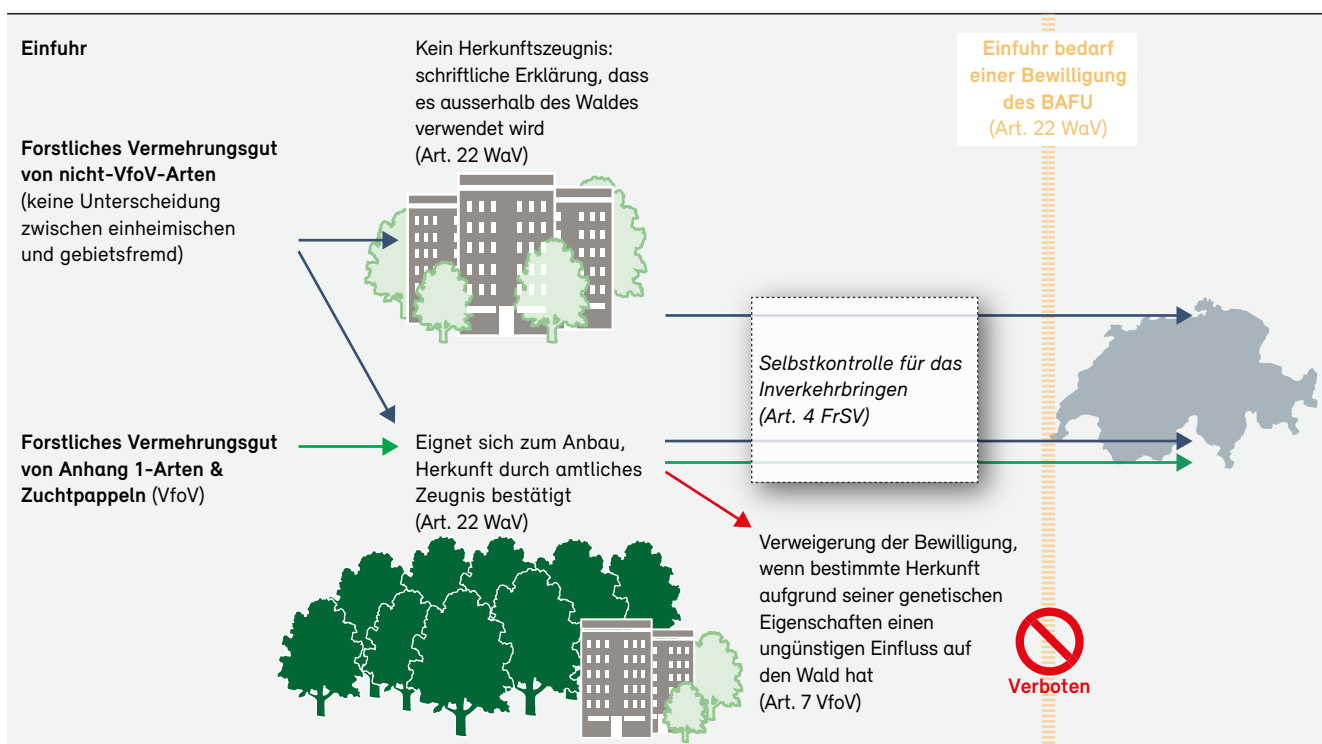 Einfuhr
Kein Herkunftszeugnis:
schriftliche Erklärung, dass
es ausserhalb des Waldes
verwendet wird
(Art. 22 WaV)
Einfuhr bedarf
einer Bewilligung
des BAFU
(Art. 22 WaV)
Forstliches Vermehrungsgut
von nicht-VfoV-Arten
(keine Unterscheidung
zwischen einheimischen
und gebietsfremd)
Selbstkontrolle für das
Inverkehrbringen
(Art. 4 FrSV)
Forstliches Vermehrungsgut
von Anhang 1-Arten &
Zuchtpappeln (VfoV)
Eignet sich zum Anbau,
Herkunft durch amtliches
Zeugnis bestätigt
(Art. 22 WaV)
Verweigerung der Bewilligung,
wenn bestimmte Herkunft
aufgrund seiner genetischen
Eigenschaften einen
ungünstigen Einfluss auf
den Wald hat
(Art. 7 VfoV)
Verboten